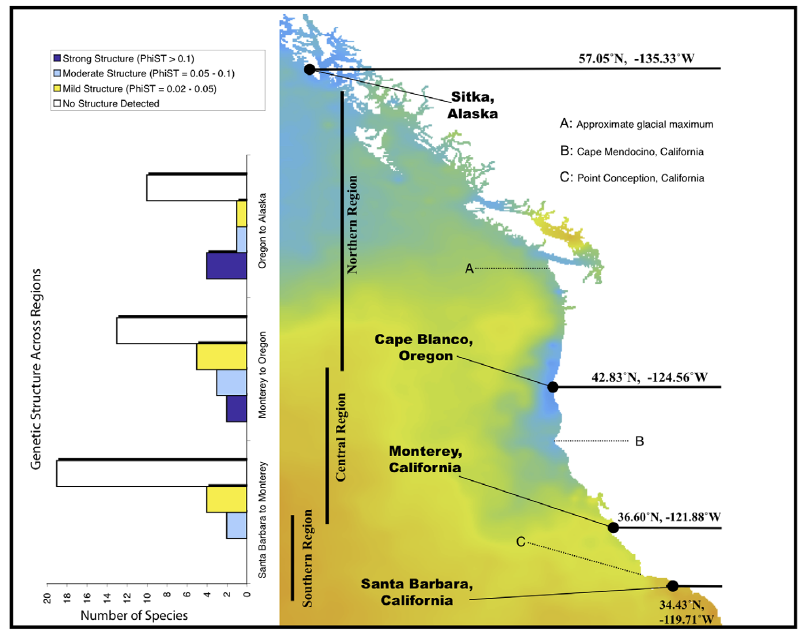 Strong Structure (PhiST > 0.1)
Moderate Structure (PhiST = 0.05 - 0.1)
Mild Structure (PhiST = 0.02 - 0.05)
No Structure Detected
Genetic Structure Across Regions
Oregon to Alaska
Monterey to Oregon
Santa Barbara to Monterey
20 18 16 14 12 10 8 6 4 2 0
Number of Species
57.05˚N, -135.33˚W
Sitka,
Alaska
A: Approximate glacial maximum
B: Cape Mendocino, California
C: Point Conception, California
Northern Region
A
Cape Blanco,
Oregon
42.83˚N, -124.56˚W
Central Region
B
Monterey,
California
36.60˚N, -121.88˚W
Southern Region
C
Santa Barbara,
California
34.43˚N,
-119.71˚W